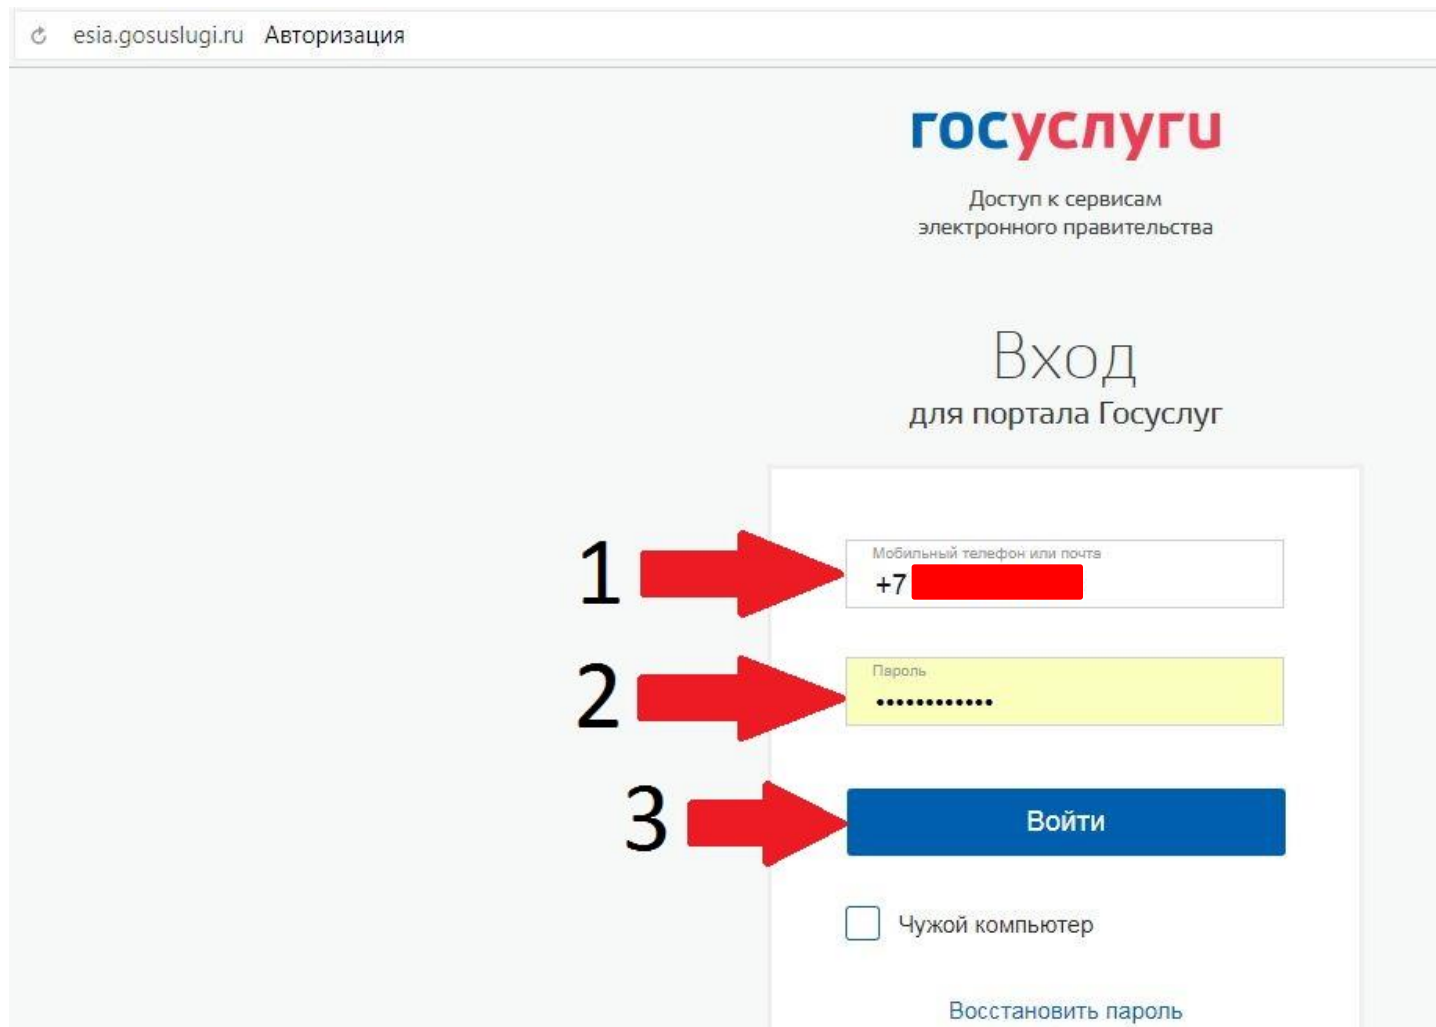 esia.gosuslugi.ru Авторизация
госуслуги
Доступ к сервисам
электронного правительства
Вход
для портала Госуслуг
1
Мобильный телефон или почта
+7
2
Пароль
••••••••••••
3
Войти
Чужой компьютер
Восстановить пароль